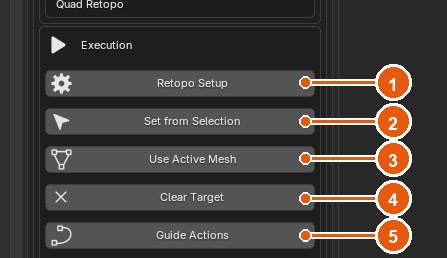 Quad Retopo
Execution
Retopo Setup 1
Set from Selection 2
Use Active Mesh 3
Clear Target 4
Guide Actions 5